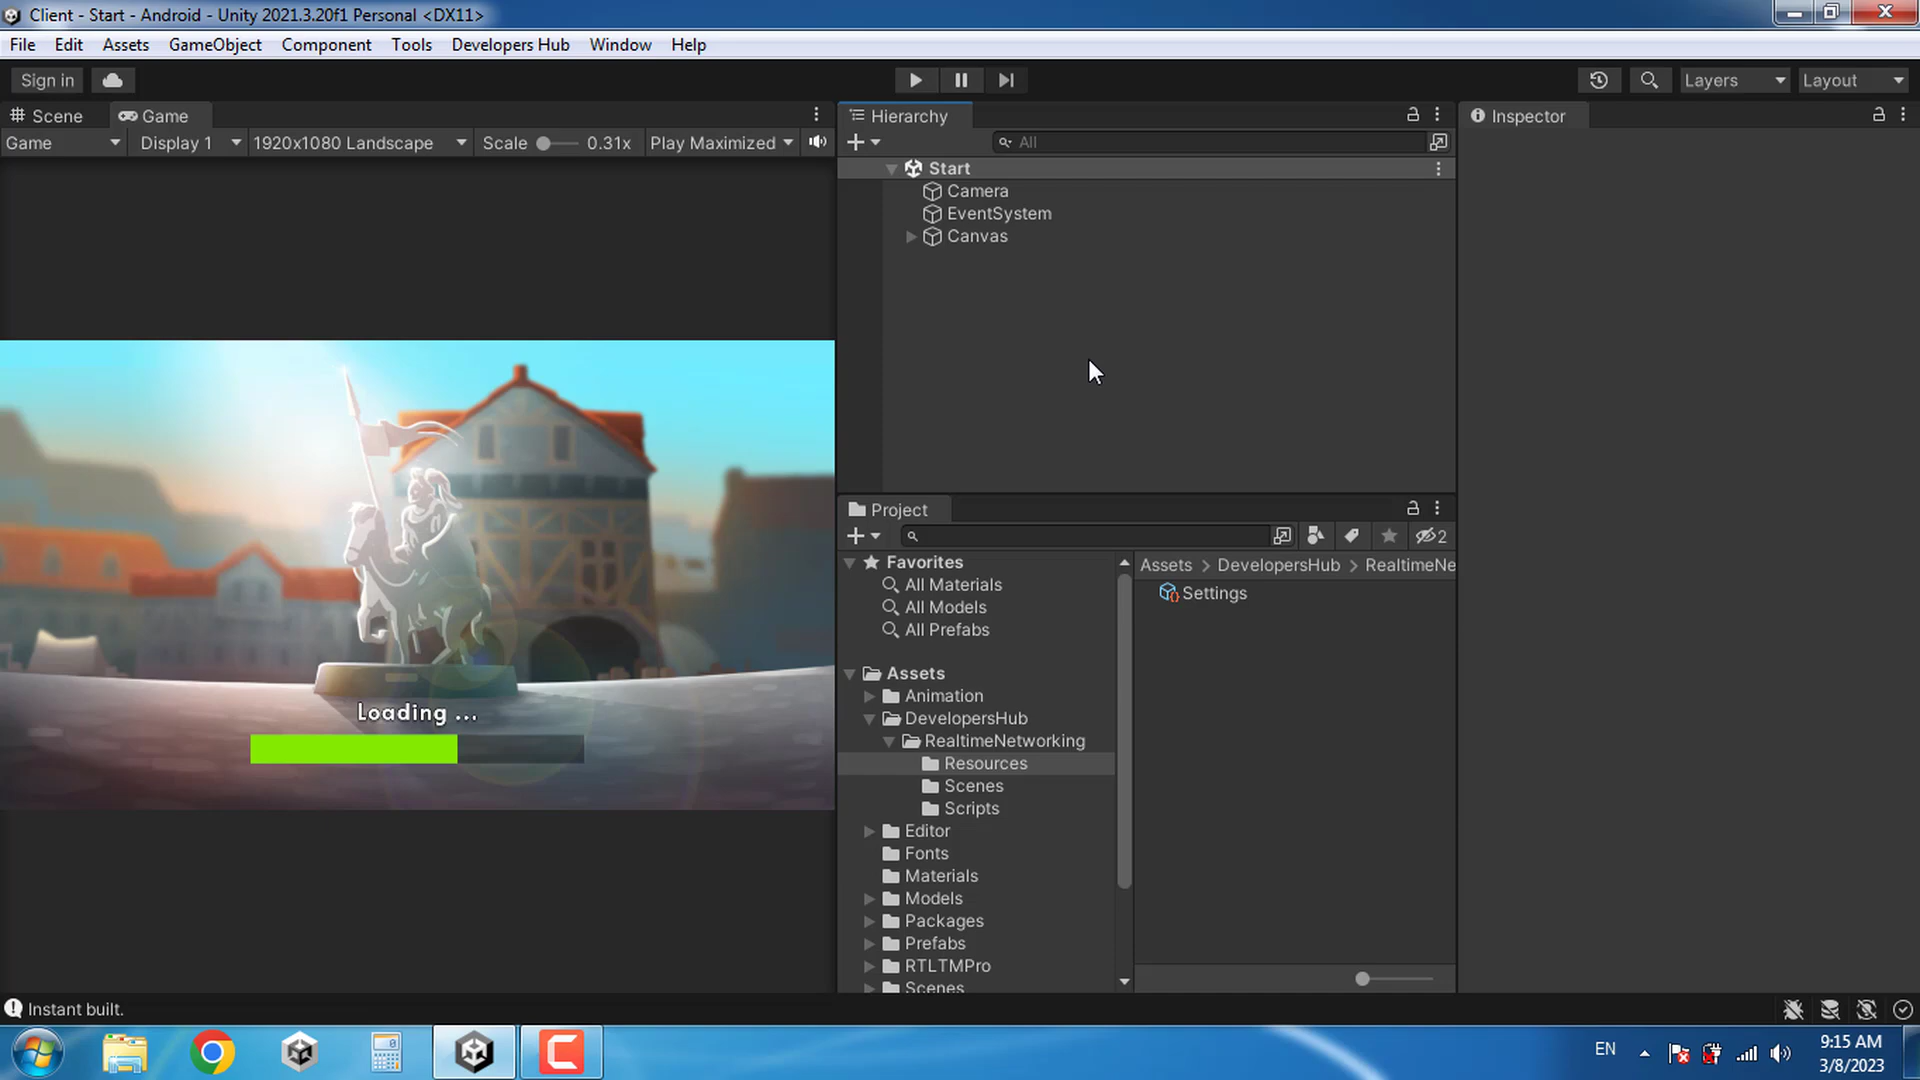 Client - Start - Android - Unity 2021.3.20f1 Personal <DX11>
File Edit Assets GameObject Component Tools Developers Hub Window Help
Sign in Layers Layout
Scene Game
Game Display 1 1920x1080 Landscape Scale 0.31x Play Maximized
Loading ...
Hierarchy
All
Start
Camera
EventSystem
Canvas
Project
2
Favorites
All Materials
All Models
All Prefabs
Assets
Animation
DevelopersHub
RealtimeNetworking
Resources
Scenes
Scripts
Editor
Fonts
Materials
Models
Packages
Prefabs
RTLTMPro
Scenes
Assets > DevelopersHub > RealtimeNe
Settings
Inspector
Instant built.
EN
9:15 AM
3/8/2023